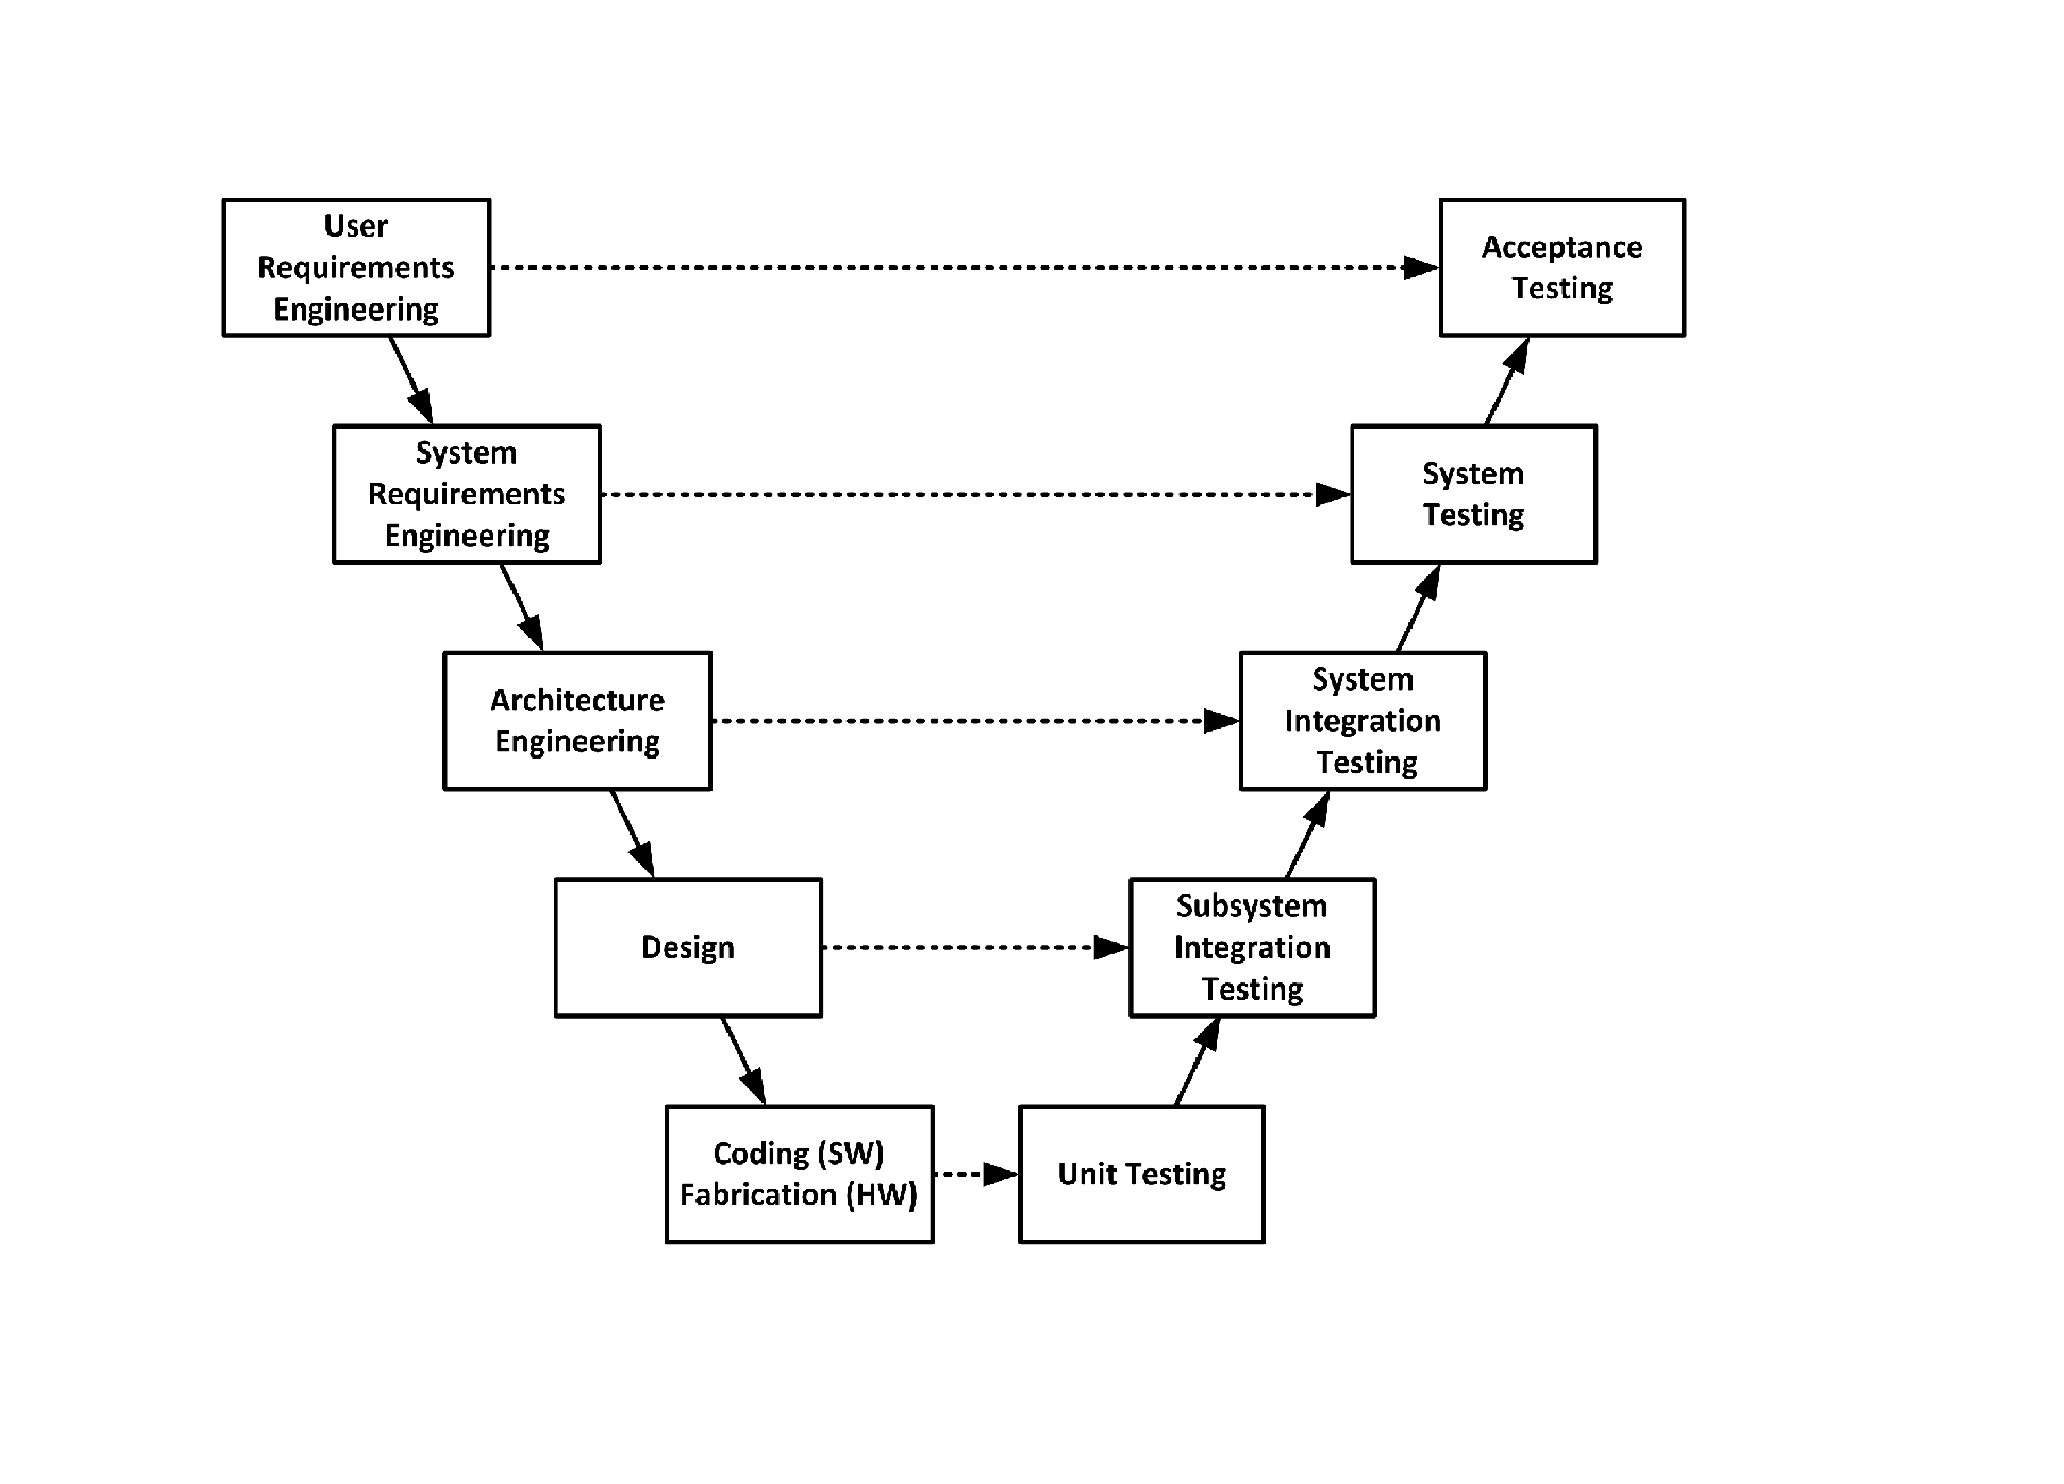 User
Requirements
Engineering
Acceptance
Testing
System
Requirements
Engineering
System
Testing
Architecture
Engineering
System
Integration
Testing
Design
Subsystem
Integration
Testing
Coding (SW)
Fabrication (HW)
Unit Testing